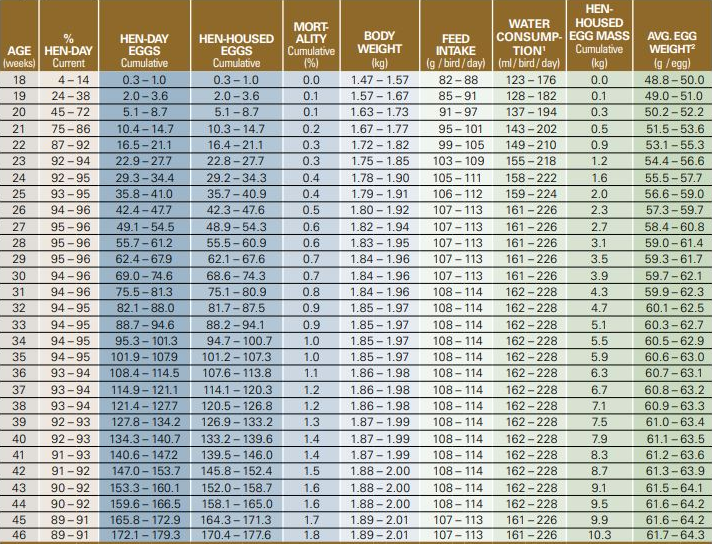 AGE (weeks) | % HEN-DAY Current | HEN-DAY EGGS Cumulative | HEN-HOUSED EGGS Cumulative | MORT-ALITY Cumulative (%) | BODY WEIGHT (kg) | FEED INTAKE (g / bird / day) | WATER CONSUMP-TION¹ (ml / bird / day) | HEN-HOUSED EGG MASS Cumulative (kg) | AVG. EGG WEIGHT² (g / egg)
18 4 – 14 0.3 – 1.0 0.3 – 1.0 0.0 1.47 – 1.57 82 – 88 123 – 176 0.0 48.8 – 50.0
19 24 – 38 2.0 – 3.6 2.0 – 3.6 0.1 1.57 – 1.67 85 – 91 128 – 182 0.1 49.0 – 51.0
20 45 – 72 5.1 – 8.7 5.1 – 8.7 0.1 1.63 – 1.73 91 – 97 137 – 194 0.3 50.2 – 52.2
21 75 – 86 10.4 – 14.7 10.3 – 14.7 0.2 1.67 – 1.77 95 – 101 143 – 202 0.5 51.5 – 53.6
22 87 – 92 16.5 – 21.1 16.4 – 21.1 0.3 1.72 – 1.82 99 – 105 149 – 210 0.9 53.1 – 55.3
23 92 – 94 22.9 – 27.7 22.8 – 27.7 0.3 1.75 – 1.85 103 – 109 155 – 218 1.2 54.4 – 56.6
24 92 – 95 29.3 – 34.4 29.2 – 34.3 0.4 1.78 – 1.90 105 – 111 158 – 222 1.6 55.5 – 57.7
25 93 – 95 35.8 – 41.0 35.7 – 40.9 0.4 1.79 – 1.91 106 – 112 159 – 224 2.0 56.6 – 59.0
26 94 – 96 42.4 – 47.7 42.3 – 47.6 0.5 1.80 – 1.92 107 – 113 161 – 226 2.3 57.3 – 59.7
27 95 – 96 49.1 – 54.5 48.9 – 54.3 0.6 1.82 – 1.94 107 – 113 161 – 226 2.7 58.4 – 60.8
28 95 – 96 55.7 – 61.2 55.5 – 60.9 0.6 1.83 – 1.95 107 – 113 161 – 226 3.1 59.0 – 61.4
29 95 – 96 62.4 – 67.9 62.1 – 67.6 0.7 1.84 – 1.96 107 – 113 161 – 226 3.5 59.3 – 61.7
30 94 – 96 69.0 – 74.6 68.6 – 74.3 0.7 1.84 – 1.96 107 – 113 161 – 226 3.9 59.7 – 62.1
31 94 – 96 75.5 – 81.3 75.1 – 80.9 0.8 1.84 – 1.96 108 – 114 162 – 228 4.3 59.9 – 62.3
32 94 – 95 82.1 – 88.0 81.7 – 87.5 0.9 1.85 – 1.97 108 – 114 162 – 228 4.7 60.1 – 62.5
33 94 – 95 88.7 – 94.6 88.2 – 94.1 0.9 1.85 – 1.97 108 – 114 162 – 228 5.1 60.3 – 62.7
34 94 – 95 95.3 – 101.3 94.7 – 100.7 1.0 1.85 – 1.97 108 – 114 162 – 228 5.5 60.5 – 62.9
35 94 – 95 101.9 – 107.9 101.2 – 107.3 1.0 1.85 – 1.97 108 – 114 162 – 228 5.9 60.6 – 63.0
36 93 – 94 108.4 – 114.5 107.6 – 113.8 1.1 1.86 – 1.98 108 – 114 162 – 228 6.3 60.7 – 63.1
37 93 – 94 114.9 – 121.1 114.1 – 120.3 1.2 1.86 – 1.98 108 – 114 162 – 228 6.7 60.8 – 63.2
38 93 – 94 121.4 – 127.7 120.5 – 126.8 1.2 1.86 – 1.98 108 – 114 162 – 228 7.1 60.9 – 63.3
39 92 – 93 127.8 – 134.2 126.9 – 133.2 1.3 1.87 – 1.99 108 – 114 162 – 228 7.5 61.0 – 63.4
40 92 – 93 134.3 – 140.7 133.2 – 139.6 1.4 1.87 – 1.99 108 – 114 162 – 228 7.9 61.1 – 63.5
41 91 – 93 140.6 – 147.2 139.5 – 146.0 1.4 1.87 – 1.99 108 – 114 162 – 228 8.3 61.2 – 63.6
42 91 – 92 147.0 – 153.7 145.8 – 152.4 1.5 1.88 – 2.00 108 – 114 162 – 228 8.7 61.3 – 63.9
43 90 – 92 153.3 – 160.1 152.0 – 158.7 1.6 1.88 – 2.00 108 – 114 162 – 228 9.1 61.5 – 64.1
44 90 – 92 159.6 – 166.5 158.1 – 165.0 1.6 1.88 – 2.00 108 – 114 162 – 228 9.5 61.6 – 64.2
45 89 – 91 165.8 – 172.9 164.3 – 171.3 1.7 1.89 – 2.01 107 – 113 161 – 226 9.9 61.6 – 64.2
46 89 – 91 172.1 – 179.3 170.4 – 177.6 1.8 1.89 – 2.01 107 – 113 161 – 226 10.3 61.7 – 64.3